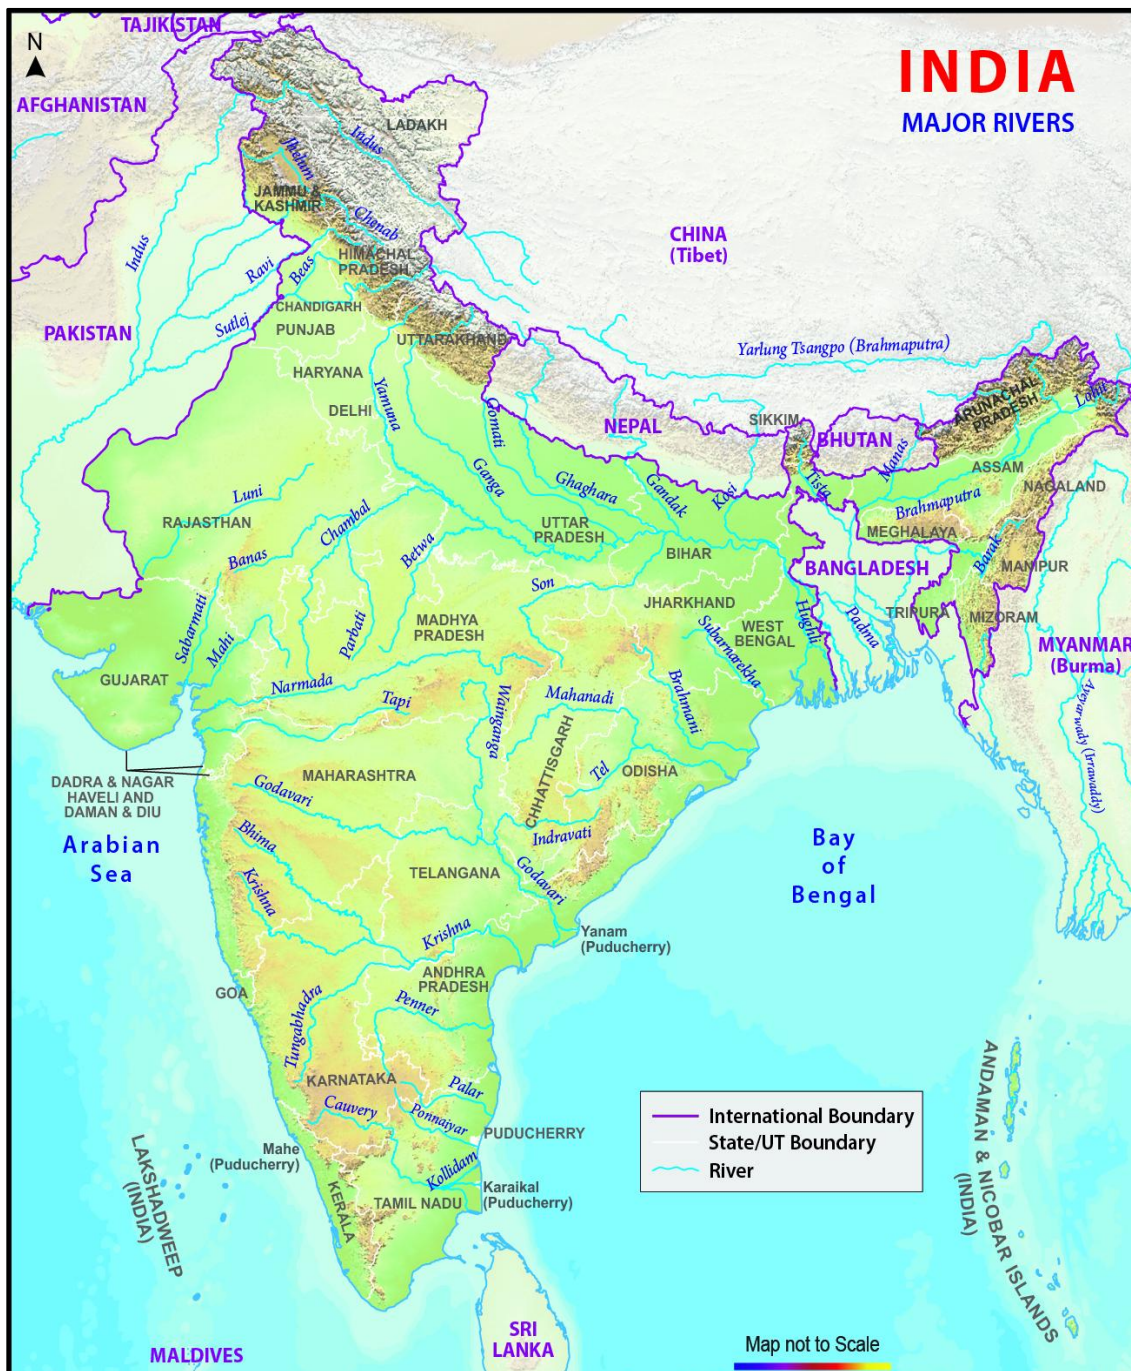 TAJIKISTAN
N
INDIA
MAJOR RIVERS
AFGHANISTAN
LADAKH
Indus
Jhelum
JAMMU &
KASHMIR
Chenab
CHINA
(Tibet)
Indus
Ravi
Beas
HIMACHAL
PRADESH
CHANDIGARH
PUNJAB
Sutlej
PAKISTAN
UTTARAKHAND
Yarlung Tsangpo (Brahmaputra)
HARYANA
DELHI
Yamuna
Gomati
NEPAL
SIKKIM
BHUTAN
ARUNACHAL
PRADESH
Lohit
Manas
Tista
ASSAM
NAGALAND
Ganga
Ghaghara
Gandak
Kosi
Brahmaputra
Luni
RAJASTHAN
Chambal
Banas
Betwa
UTTAR
PRADESH
BIHAR
MEGHALAYA
Barak
MANIPUR
BANGLADESH
Son
JHARKHAND
Sabarmati
Mahi
Parbati
MADHYA
PRADESH
WEST
BENGAL
Hughli
Padma
TRIPURA
MIZORAM
MYANMAR
(Burma)
Subarnarekha
GUJARAT
Narmada
Tapi
Wainganga
Mahanadi
Brahmani
Ayeyarwady (Irrawaddy)
DADRA & NAGAR
HAVELI AND
DAMAN & DIU
MAHARASHTRA
Godavari
CHHATTISGARH
Tel
ODISHA
Indravati
Arabian
Sea
Bhima
Krishna
TELANGANA
Godavari
Bay
of
Bengal
Krishna
Yanam
(Puducherry)
ANDHRA
PRADESH
GOA
Tungabhadra
Penner
KARNATAKA
Palar
Cauvery
Ponnaiyar
PUDUCHERRY
Mahe
(Puducherry)
Kollidam
Karaikal
(Puducherry)
TAMIL NADU
KERALA
LAKSHADWEEP
(INDIA)
ANDAMAN & NICOBAR ISLANDS
(INDIA)
International Boundary
State/UT Boundary
River
SRI
LANKA
MALDIVES
Map not to Scale